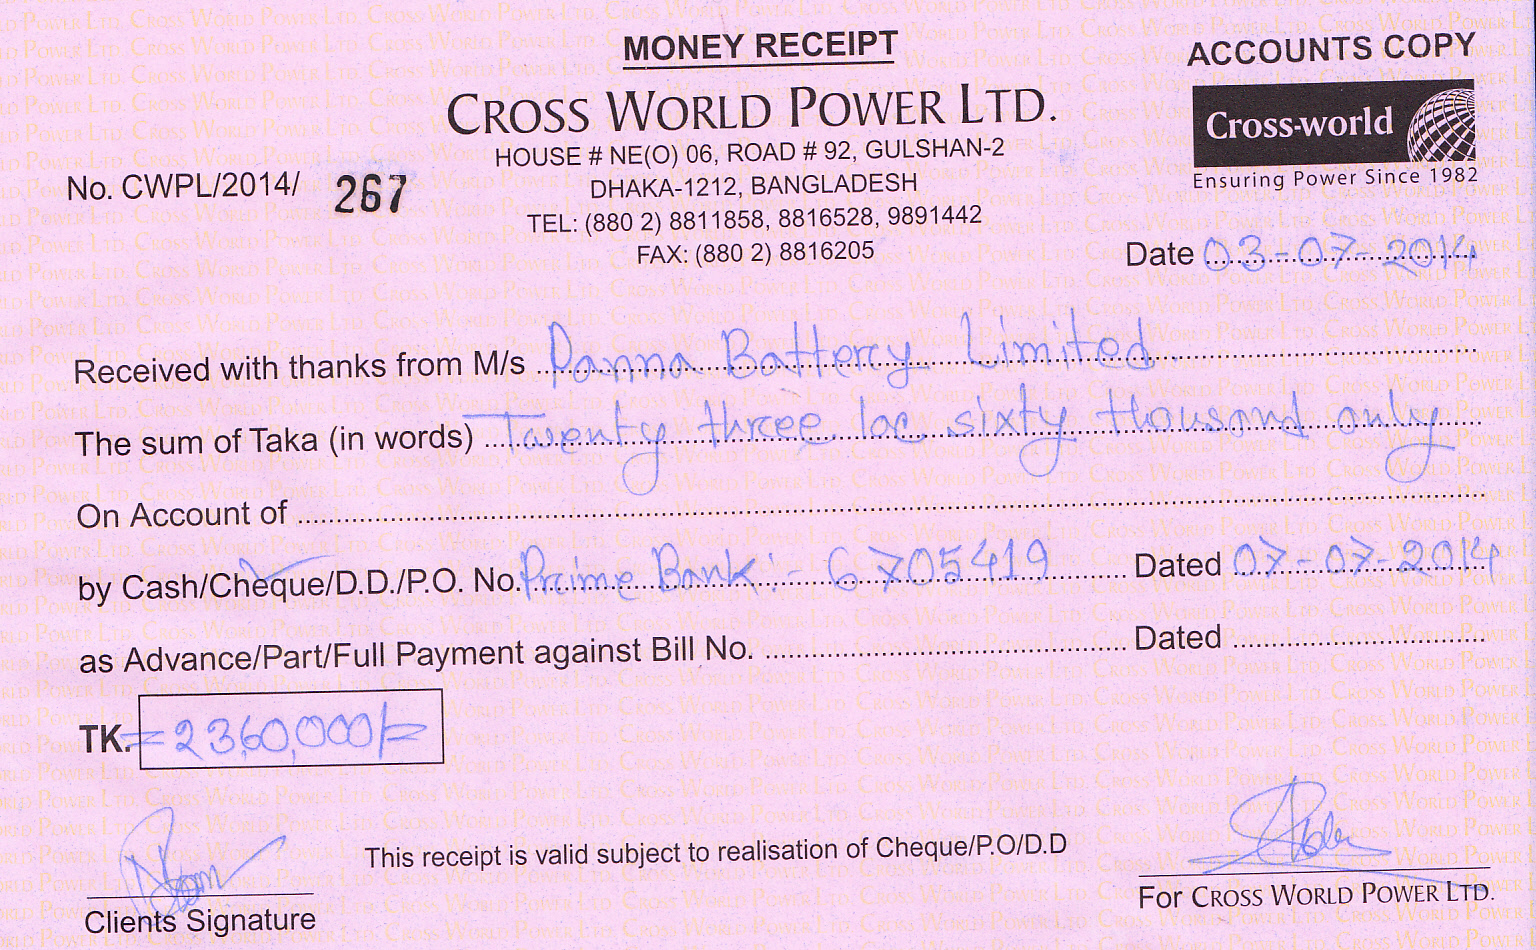 MONEY RECEIPT
ACCOUNTS COPY
CROSS WORLD POWER LTD.
Cross-world
Ensuring Power Since 1982
HOUSE # NE(O) 06, ROAD # 92, GULSHAN-2
DHAKA-1212, BANGLADESH
TEL: (880 2) 8811858, 8816528, 9891442
FAX: (880 2) 8816205
No. CWPL/2014/ 267
Date 03-07-2014
Received with thanks from M/s Panna Battery Limited
The sum of Taka (in words) Twenty three lac sixty thousand only
On Account of
by Cash/Cheque/D.D./P.O. No. Prime Bank:- 6705419 Dated 07-07-2014
as Advance/Part/Full Payment against Bill No. Dated
TK. =23,60,000/=
This receipt is valid subject to realisation of Cheque/P.O/D.D
Clients Signature
For CROSS WORLD POWER LTD.